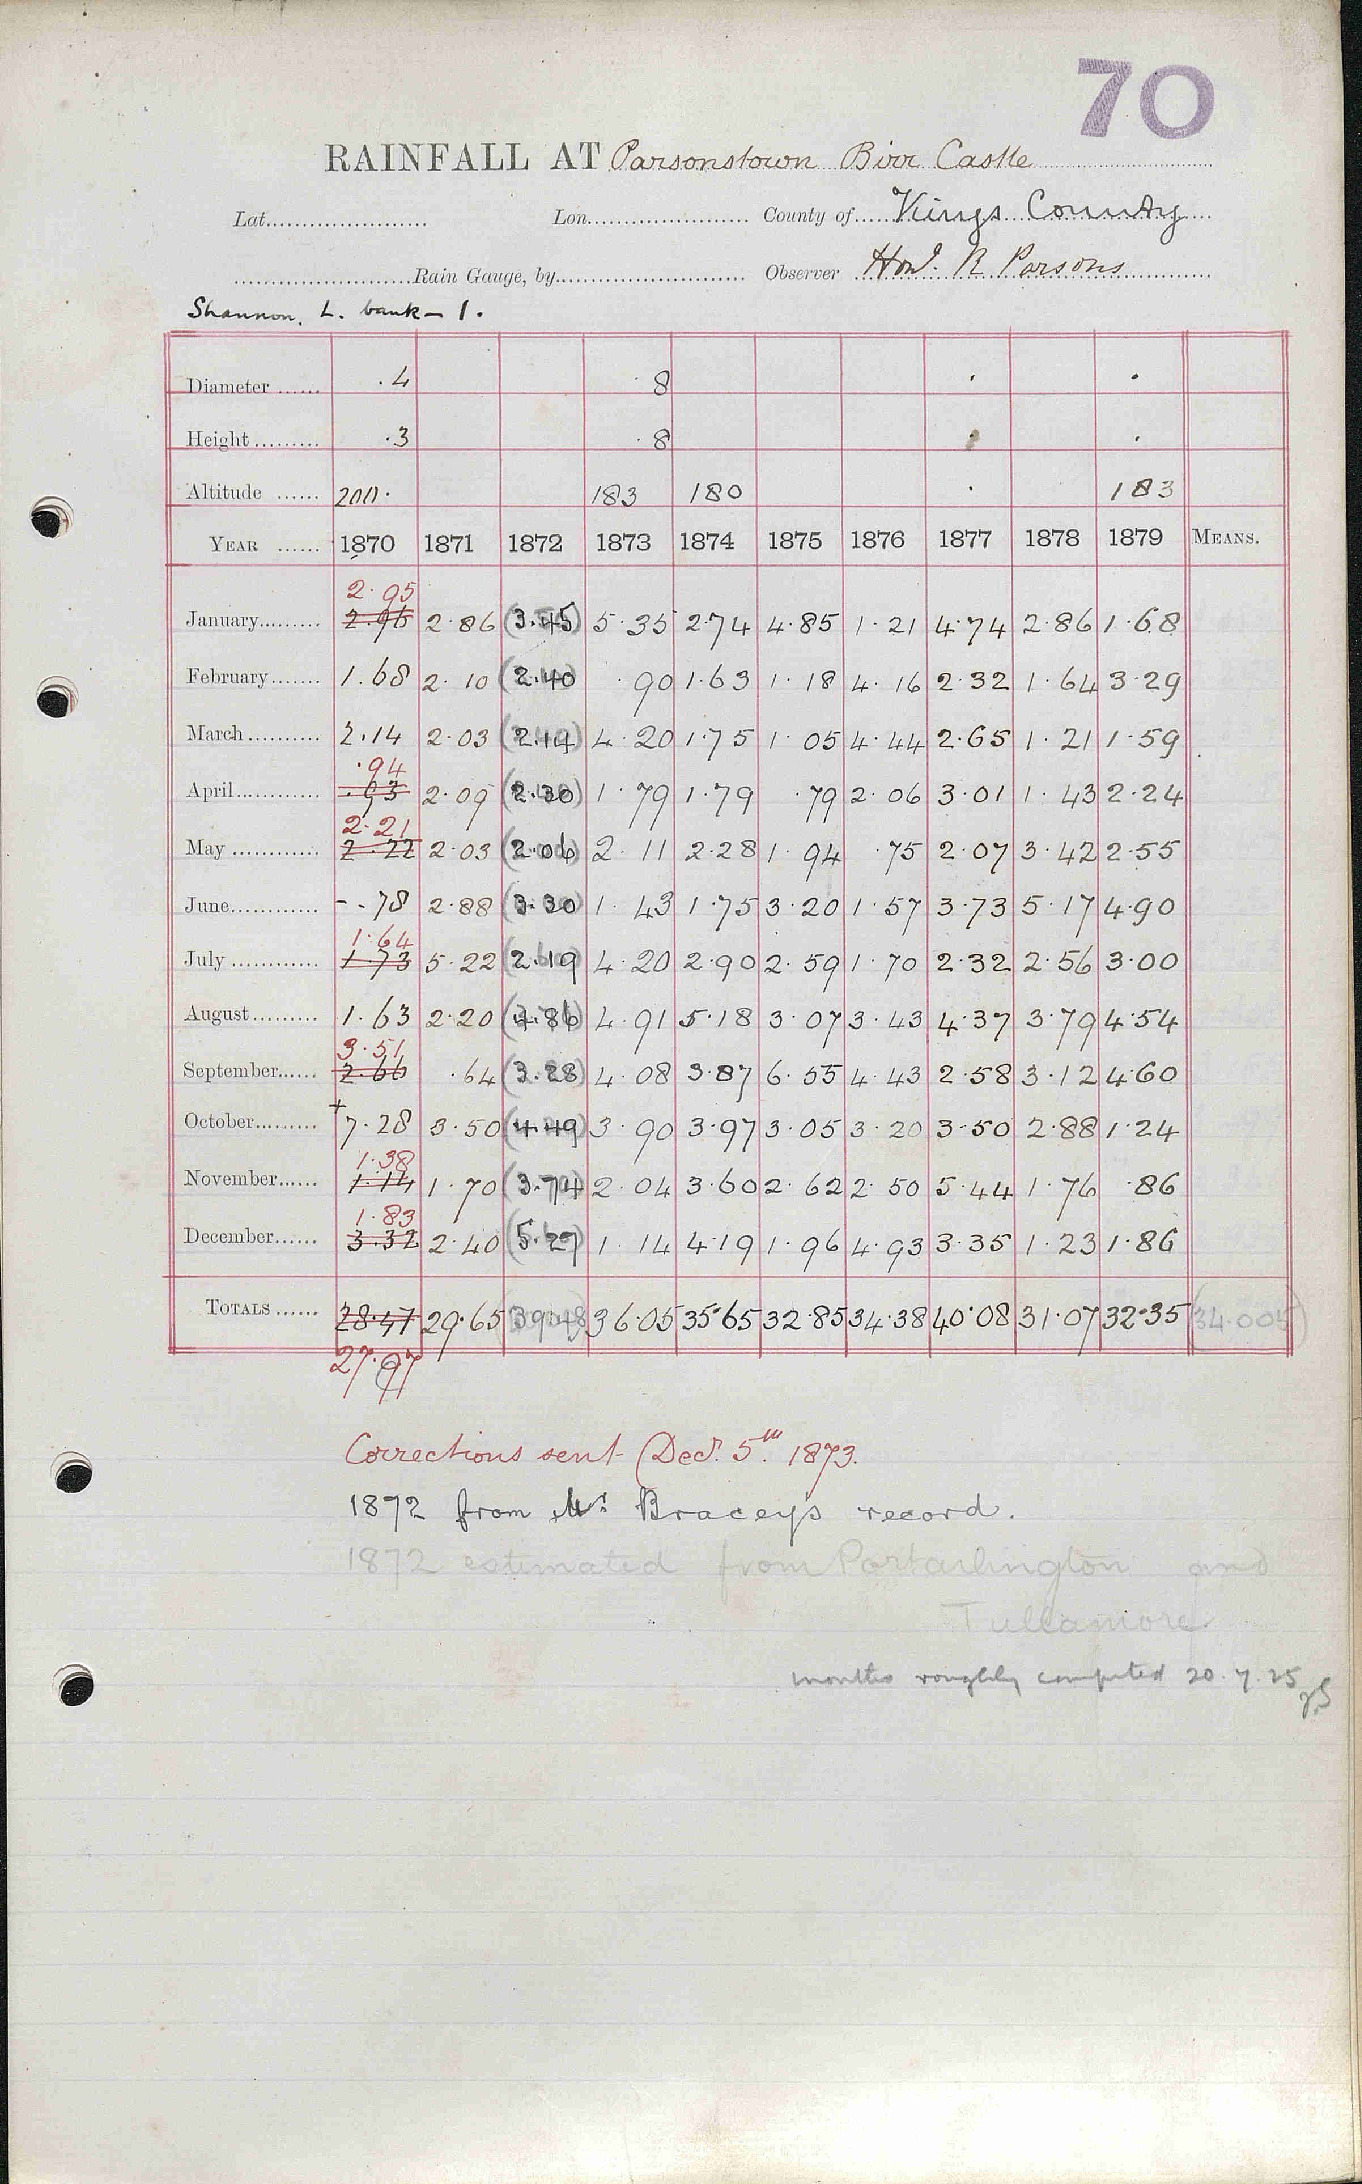 70
RAINFALL AT Parsonstown Birr Castle
Lat. Lon. County of Kings County
Rain Gauge, by Observer Hon. R Parsons
Shannon, L. bank - 1.
Diameter .4 8
Height .3 8
Altitude 200. 183 180 183
YEAR 1870 1871 1872 1873 1874 1875 1876 1877 1878 1879 MEANS.
2.95
January 2.96 2.86 (3.45) 5.35 2.74 4.85 1.21 4.74 2.86 1.68
February 1.68 2.10 (2.40) .90 1.63 1.18 4.16 2.32 1.64 3.29
March 2.14 2.03 (2.14) 4.20 1.75 1.05 4.44 2.65 1.21 1.59
.94
April .93 2.09 (2.30) 1.79 1.79 .79 2.06 3.01 1.43 2.24
2.21
May 2.22 2.03 (2.06) 2.11 2.28 1.94 .75 2.07 3.42 2.55
June -.78 2.88 (3.30) 1.43 1.75 3.20 1.57 3.73 5.17 4.90
1.64
July 1.73 5.22 (2.19) 4.20 2.90 2.59 1.70 2.32 2.56 3.00
August 1.63 2.20 (4.86) 4.91 5.18 3.07 3.43 4.37 3.79 4.54
3.51
September 2.66 .64 (3.28) 4.08 3.87 6.55 4.43 2.58 3.12 4.60
October +7.28 3.50 (4.49) 3.90 3.97 3.05 3.20 3.50 2.88 1.24
1.38
November 1.14 1.70 (3.74) 2.04 3.60 2.62 2.50 5.44 1.76 .86
1.83
December 3.32 2.40 (5.27) 1.14 4.19 1.96 4.93 3.35 1.23 1.86
TOTALS 28.47 29.65 (39.48) 36.05 35.65 32.85 34.38 40.08 31.07 32.35 (34.005)
27.97
Corrections sent Decr. 5th. 1873.
1872 from Mr Braceys record.
1872 estimated from Portarlington and
Tullamore
months roughly computed 20.7.25